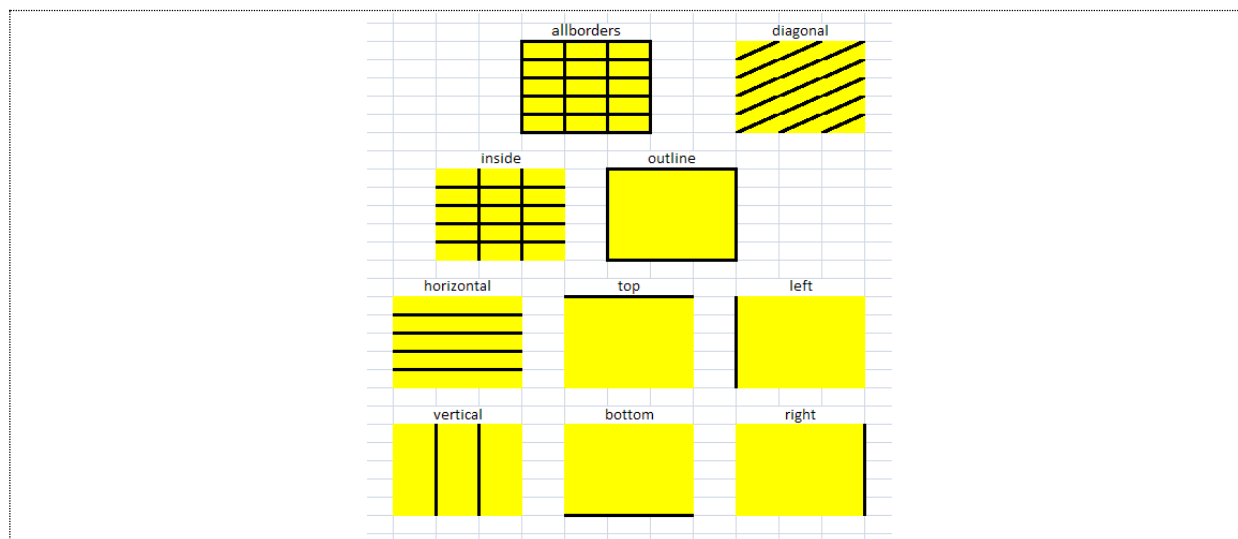 allborders diagonal
inside outline
horizontal top left
vertical bottom right